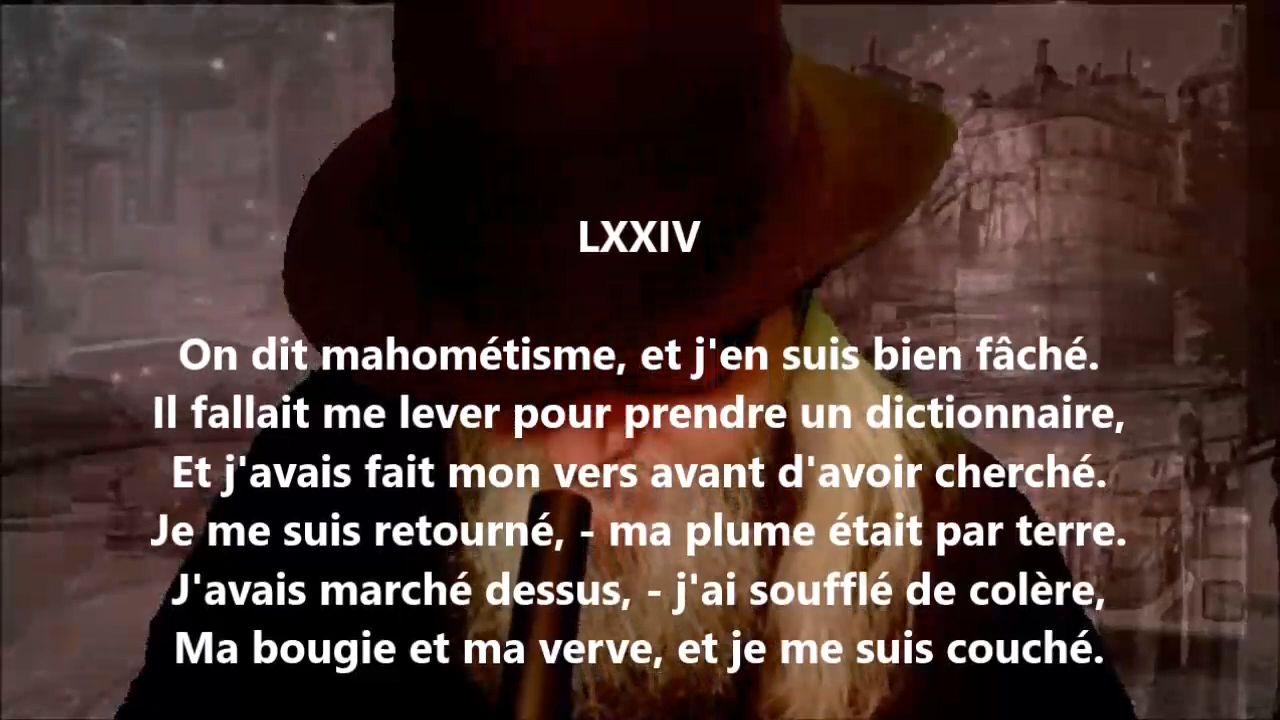 LXXIV
On dit mahométisme, et j'en suis bien fâché.
Il fallait me lever pour prendre un dictionnaire,
Et j'avais fait mon vers avant d'avoir cherché.
Je me suis retourné, - ma plume était par terre.
J'avais marché dessus, - j'ai soufflé de colère,
Ma bougie et ma verve, et je me suis couché.